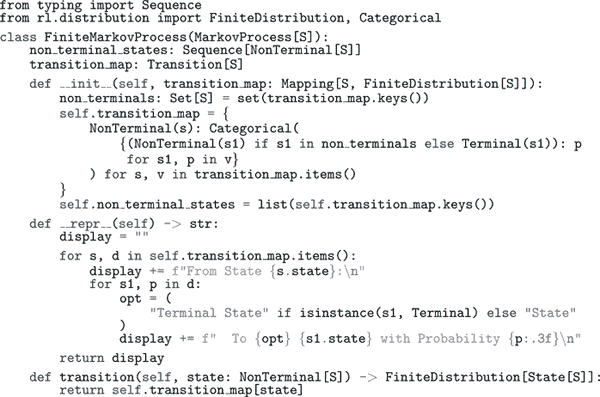 from typing import Sequence
from rl.distribution import FiniteDistribution, Categorical
class FiniteMarkovProcess(MarkovProcess[S]):
    non_terminal_states: Sequence[NonTerminal[S]]
    transition_map: Transition[S]
    def __init__(self, transition_map: Mapping[S, FiniteDistribution[S]]):
        non_terminals: Set[S] = set(transition_map.keys())
        self.transition_map = {
            NonTerminal(s): Categorical(
                {(NonTerminal(s1) if s1 in non_terminals else Terminal(s1)): p
                 for s1, p in v}
            ) for s, v in transition_map.items()
        }
        self.non_terminal_states = list(self.transition_map.keys())
    def __repr__(self) -> str:
        display = ""
        for s, d in self.transition_map.items():
            display += f"From State {s.state}:\n"
            for s1, p in d:
                opt = (
                    "Terminal State" if isinstance(s1, Terminal) else "State"
                )
                display += f"  To {opt} {s1.state} with Probability {p:.3f}\n"
        return display
    def transition(self, state: NonTerminal[S]) -> FiniteDistribution[State[S]]:
        return self.transition_map[state]